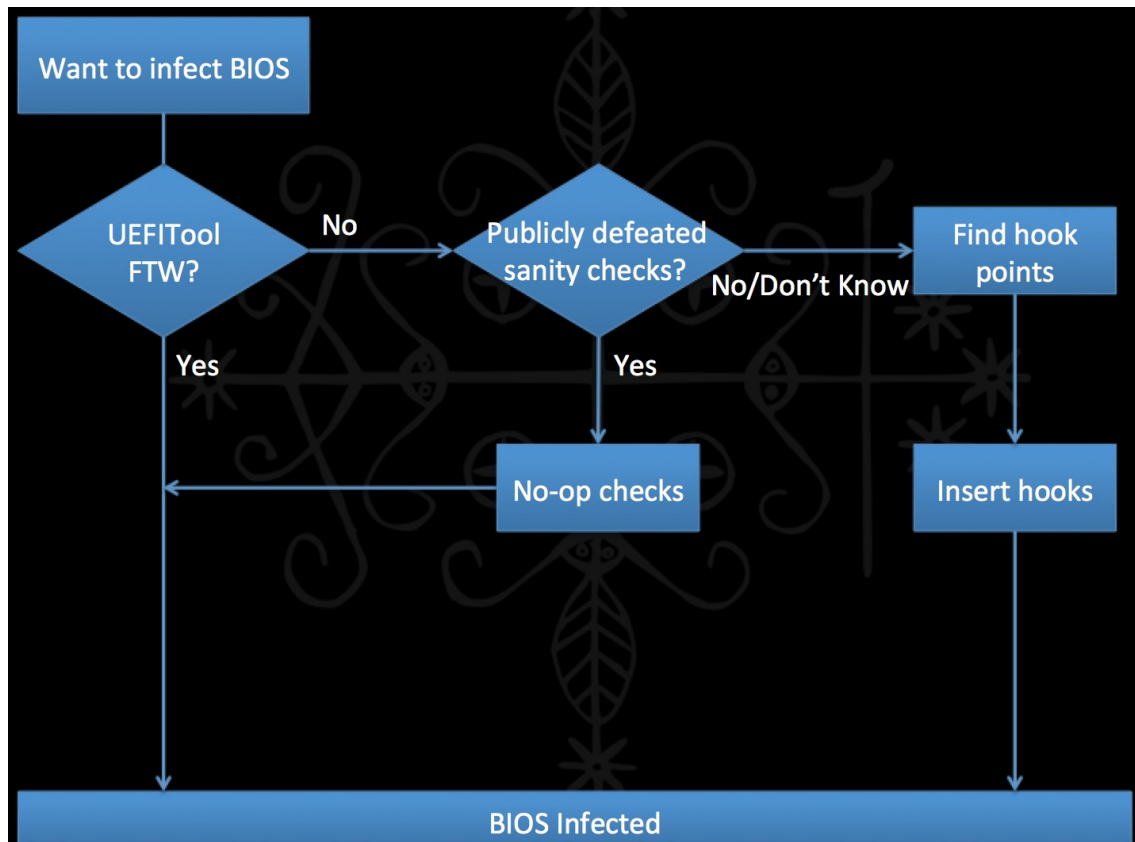 Want to infect BIOS
UEFITool
FTW?
No
Publicly defeated
sanity checks?
No/Don’t Know
Find hook
points
Yes
Yes
No-op checks
Insert hooks
BIOS Infected